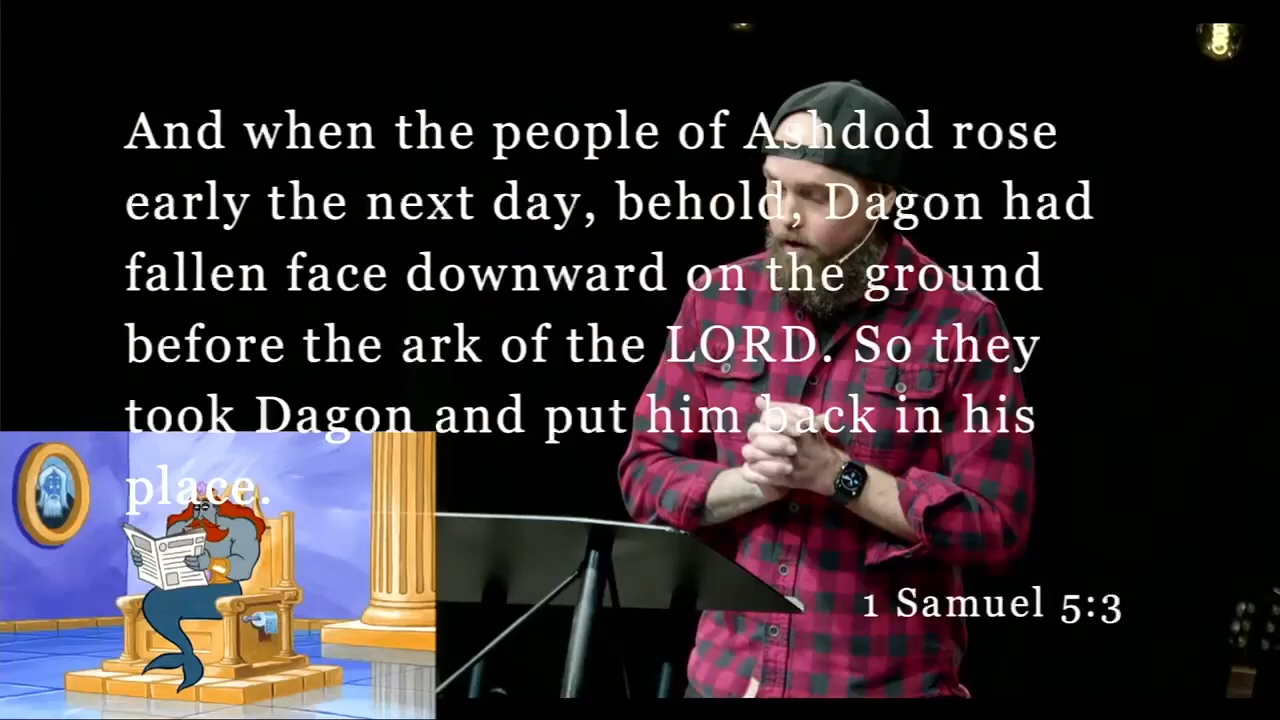 And when the people of Ashdod rose
early the next day, behold, Dagon had
fallen face downward on the ground
before the ark of the LORD. So they
took Dagon and put him back in his
place.
1 Samuel 5:3